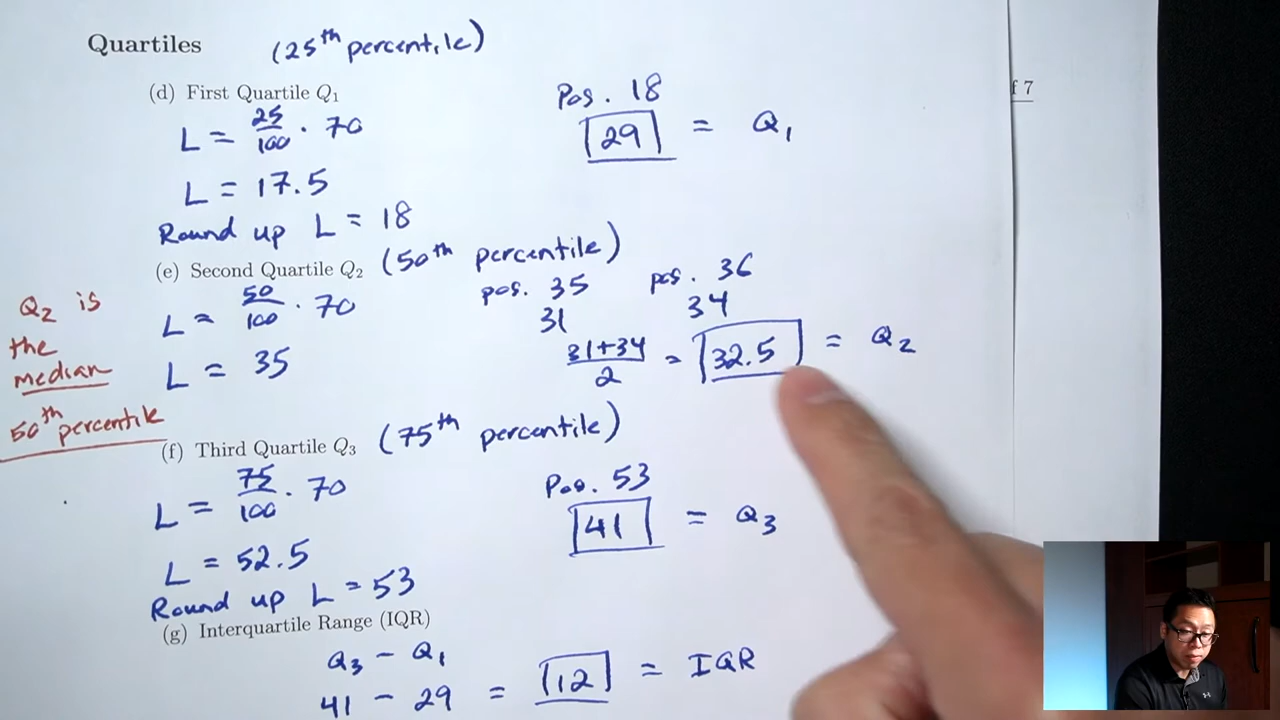 Quartiles (25th percentile)
f 7
(d) First Quartile Q1
Pos. 18
L = 25/100 · 70
29 = Q1
L = 17.5
Round up L = 18
(e) Second Quartile Q2 (50th percentile)
pos. 35 pos. 36
31 34
L = 50/100 · 70
31+34/2 = 32.5 = Q2
L = 35
Q2 is
the
median
50th percentile
(f) Third Quartile Q3 (75th percentile)
Pos. 53
L = 75/100 · 70
41 = Q3
L = 52.5
Round up L = 53
(g) Interquartile Range (IQR)
Q3 − Q1
41 − 29 = 12 = IQR